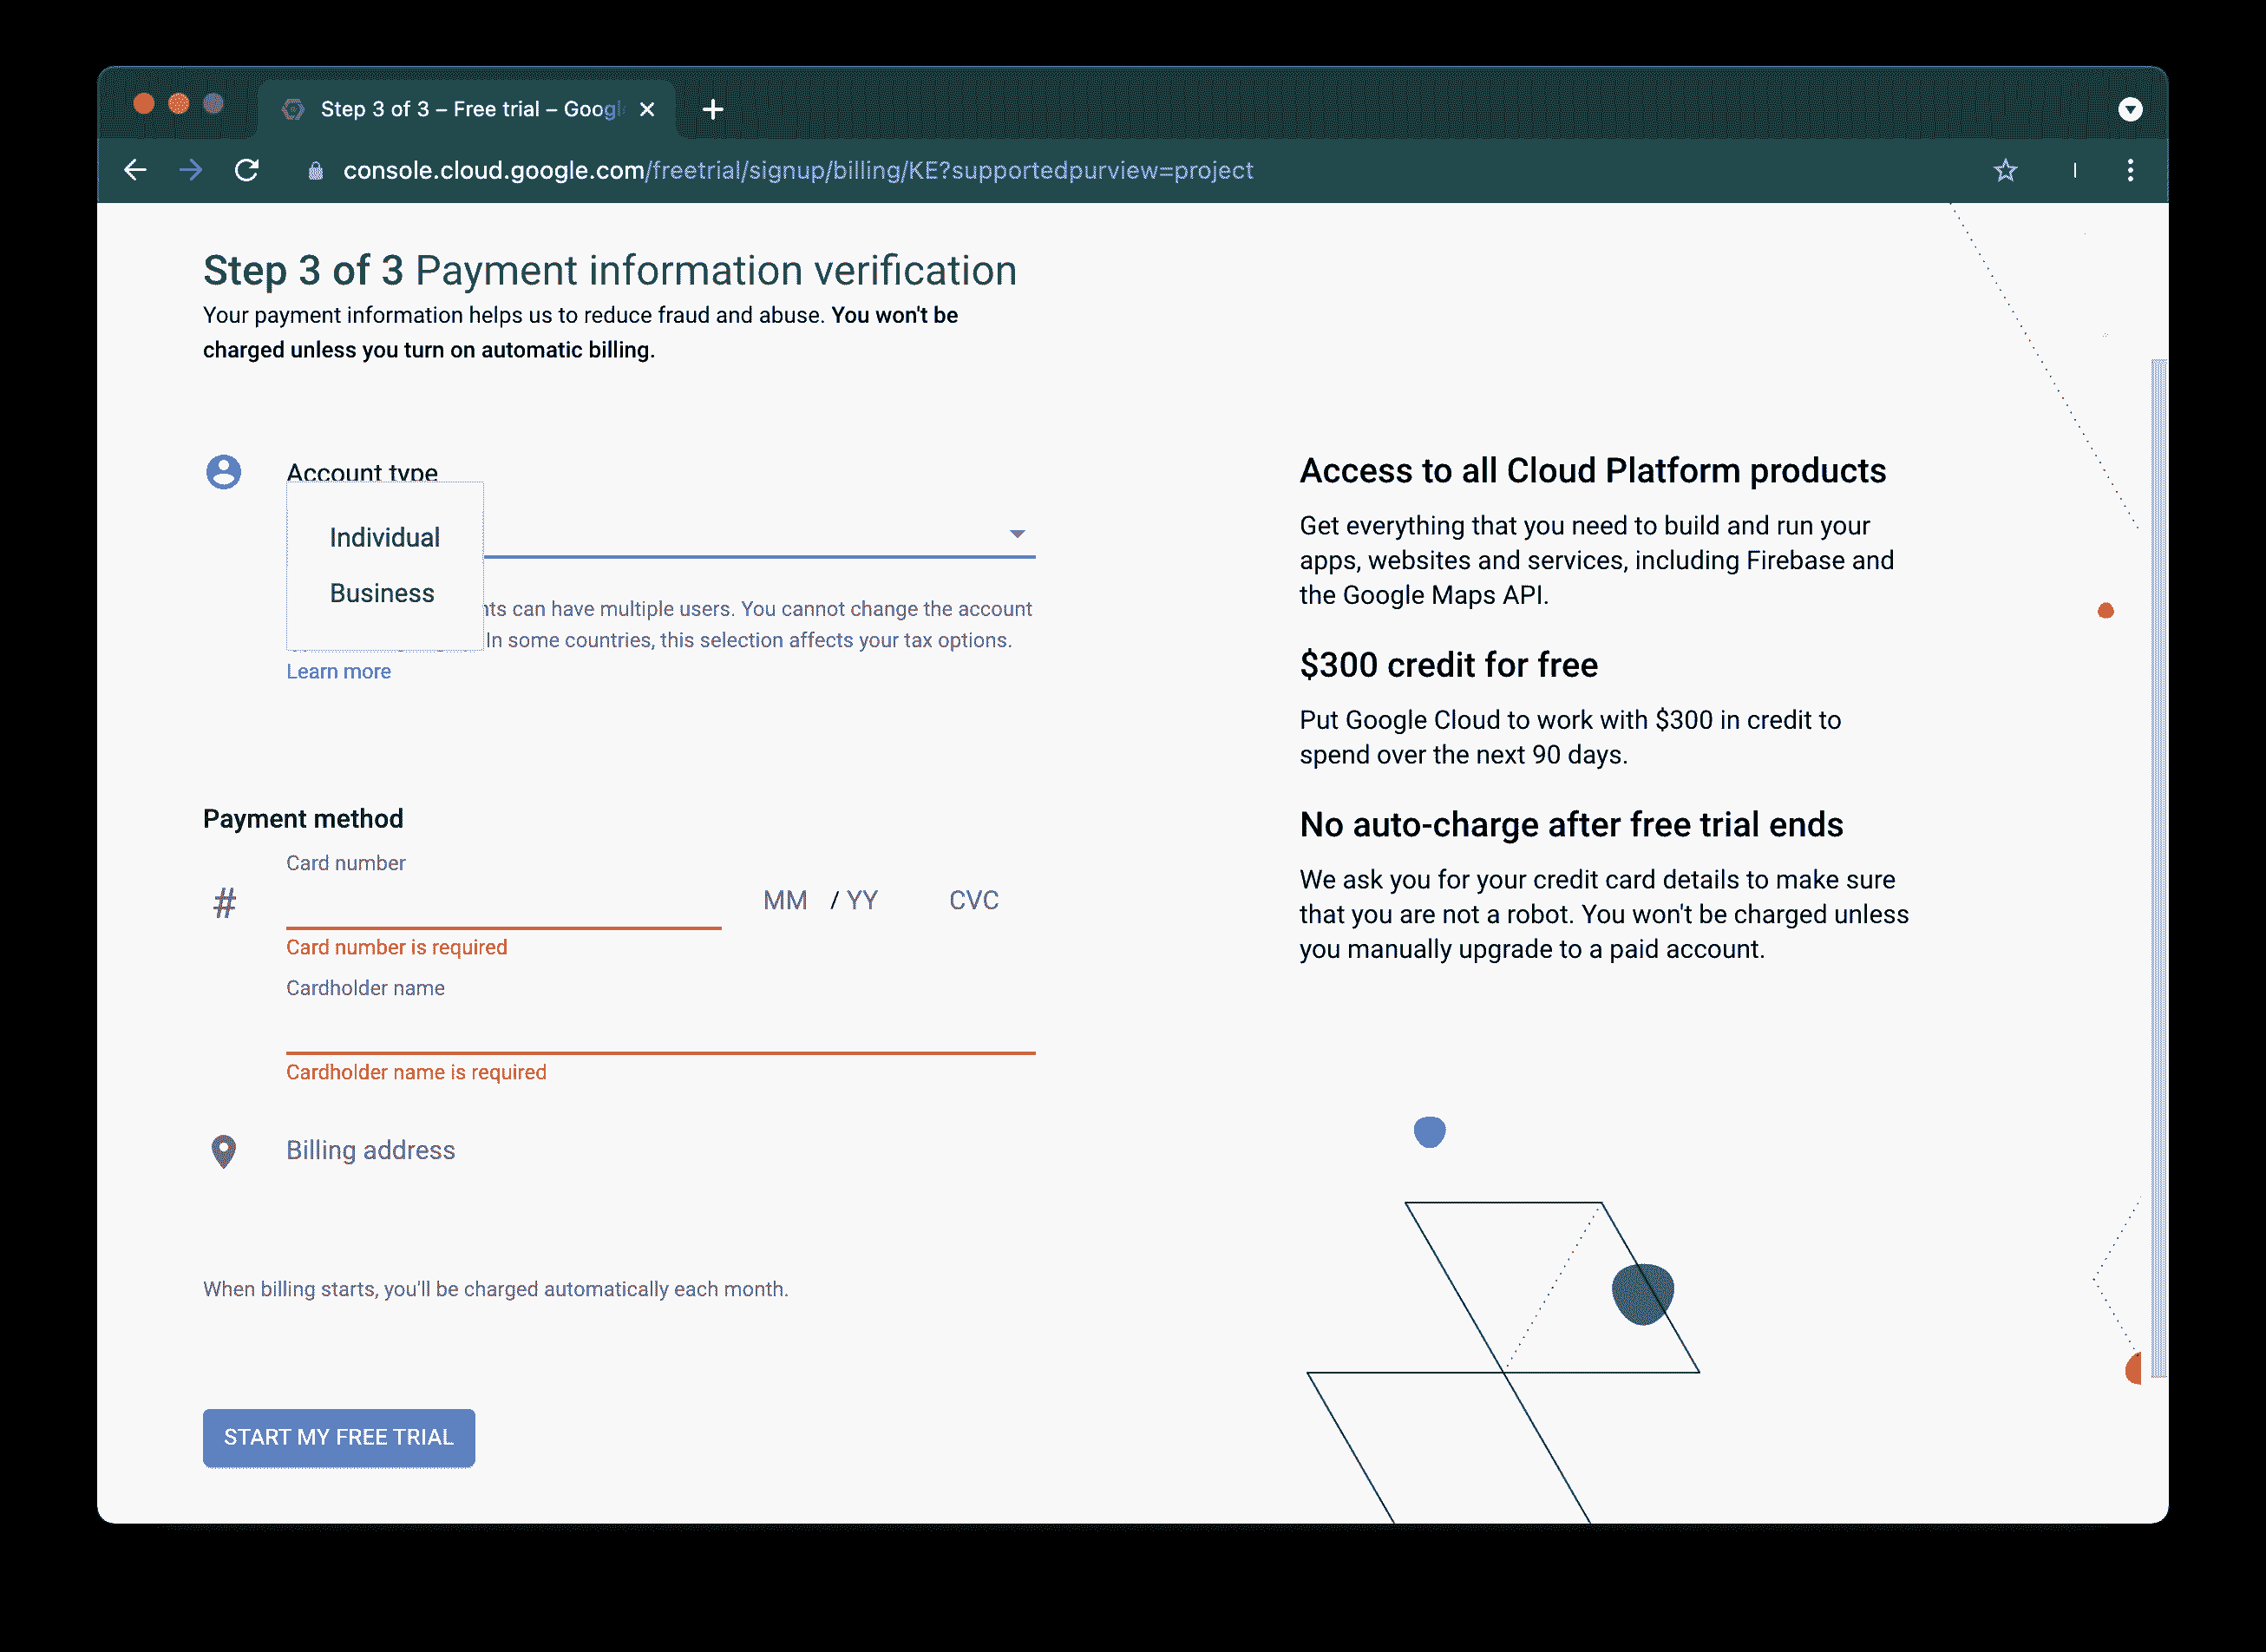 Step 3 of 3 – Free trial – Googl
console.cloud.google.com/freetrial/signup/billing/KE?supportedpurview=project
Step 3 of 3 Payment information verification
Your payment information helps us to reduce fraud and abuse. You won't be
charged unless you turn on automatic billing.
Account type
Individual
Business
can have multiple users. You cannot change the account
In some countries, this selection affects your tax options.
Learn more
Payment method
Card number
# MM / YY CVC
Card number is required
Cardholder name
Cardholder name is required
Billing address
When billing starts, you'll be charged automatically each month.
START MY FREE TRIAL
Access to all Cloud Platform products
Get everything that you need to build and run your
apps, websites and services, including Firebase and
the Google Maps API.
$300 credit for free
Put Google Cloud to work with $300 in credit to
spend over the next 90 days.
No auto-charge after free trial ends
We ask you for your credit card details to make sure
that you are not a robot. You won't be charged unless
you manually upgrade to a paid account.